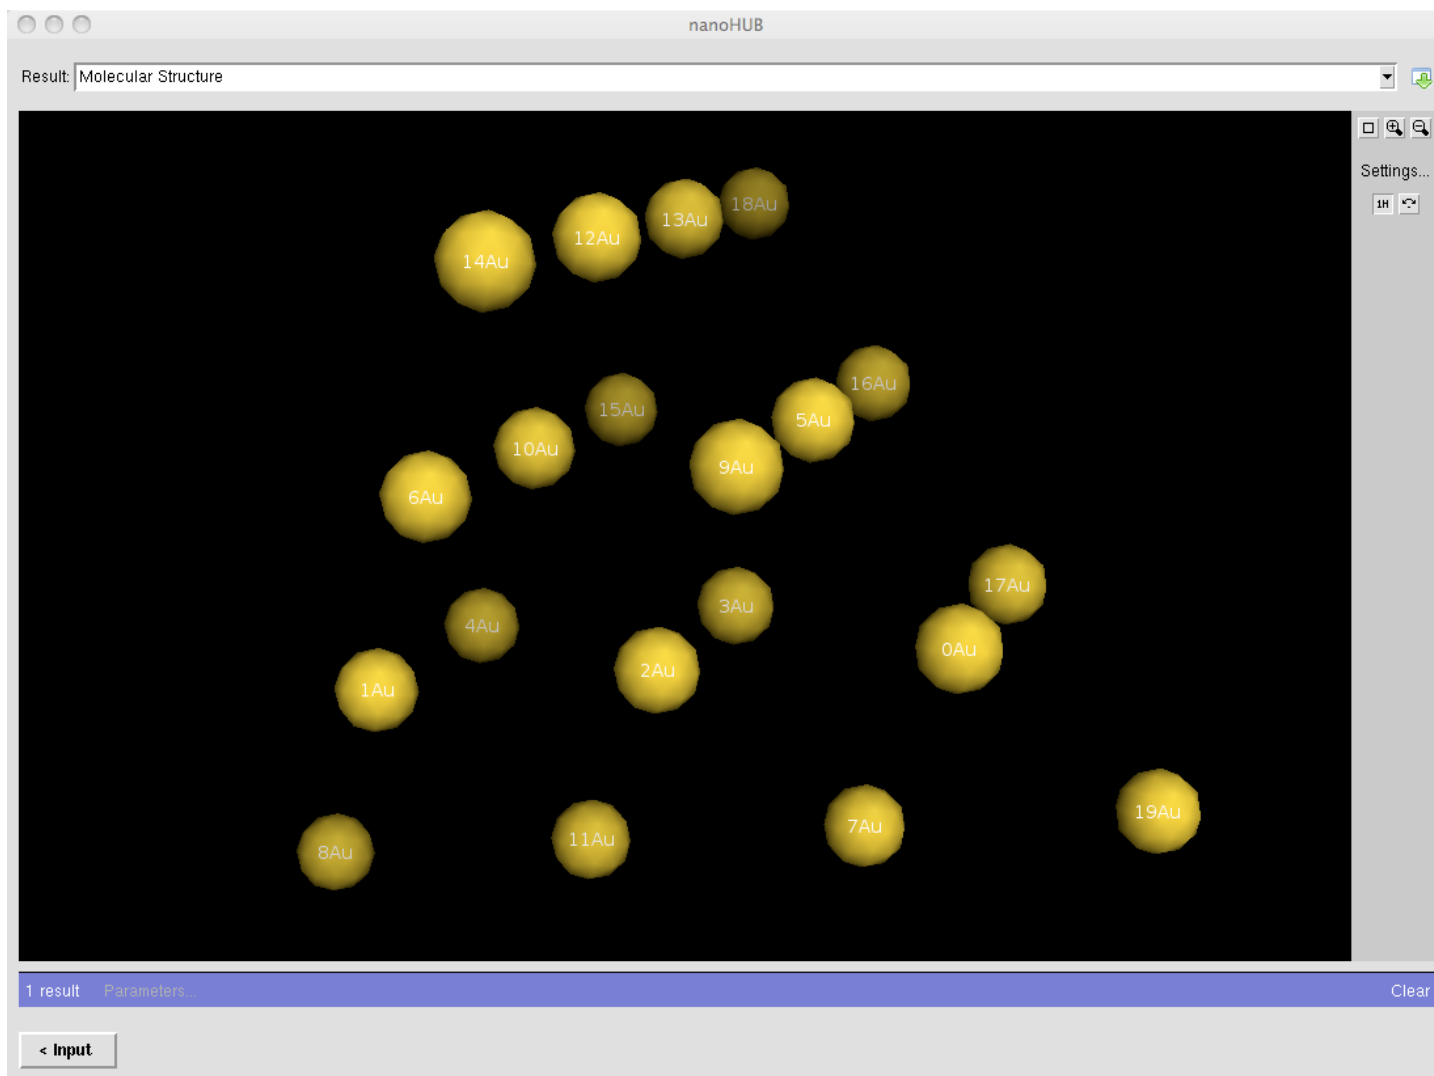 nanoHUB
Result: Molecular Structure
Settings...
1H
18Au
13Au
12Au
14Au
16Au
15Au
5Au
10Au
9Au
6Au
17Au
3Au
4Au
0Au
2Au
1Au
19Au
7Au
11Au
8Au
1 result Parameters... Clear
< Input